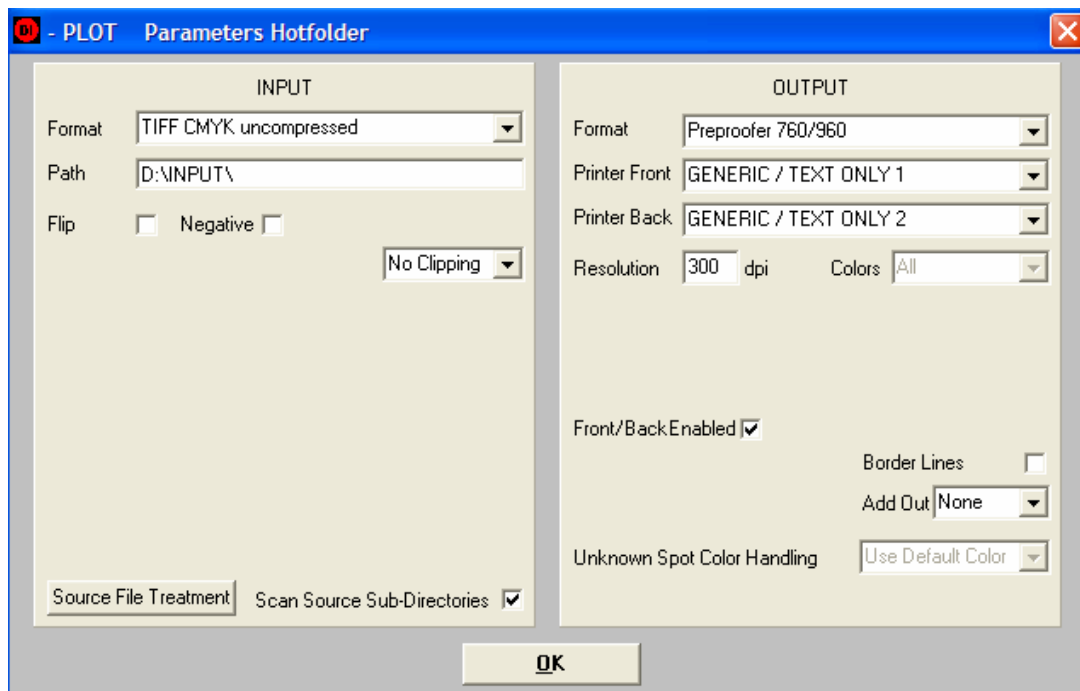 DI - PLOT Parameters Hotfolder
INPUT
Format TIFF CMYK uncompressed
Path D:\INPUT\
Flip Negative
No Clipping
Source File Treatment Scan Source Sub-Directories
OUTPUT
Format Preproofer 760/960
Printer Front GENERIC / TEXT ONLY 1
Printer Back GENERIC / TEXT ONLY 2
Resolution 300 dpi Colors All
Front/Back Enabled
Border Lines
Add Out None
Unknown Spot Color Handling Use Default Color
OK